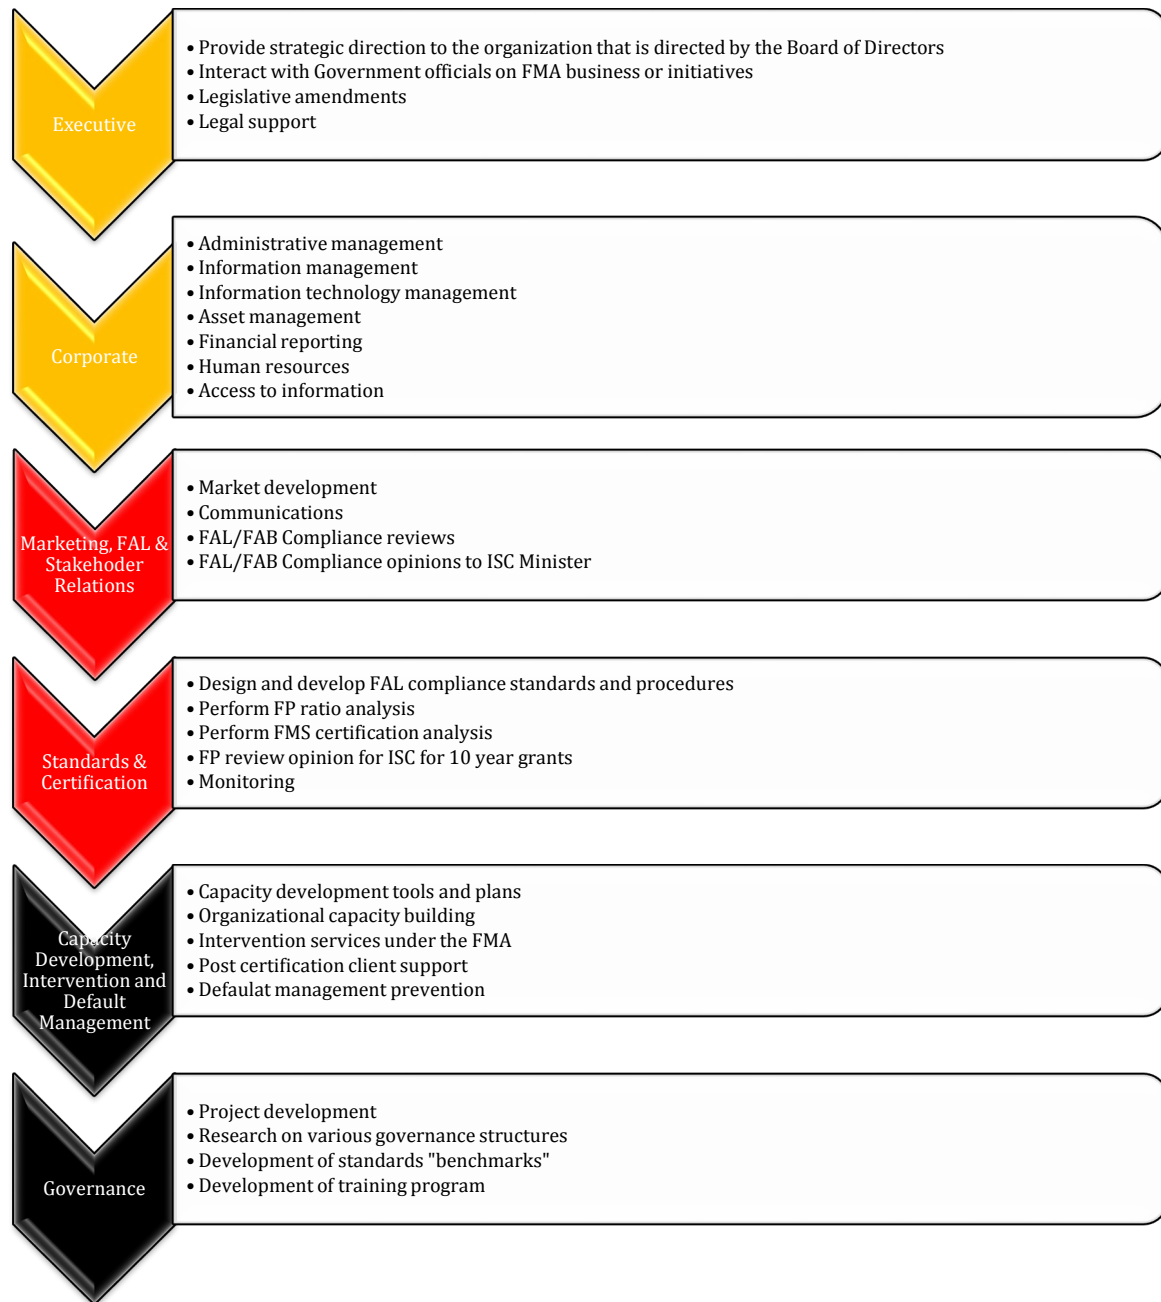 Executive
• Provide strategic direction to the organization that is directed by the Board of Directors
• Interact with Government officials on FMA business or initiatives
• Legislative amendments
• Legal support
Corporate
• Administrative management
• Information management
• Information technology management
• Asset management
• Financial reporting
• Human resources
• Access to information
Marketing, FAL &
Stakehoder
Relations
• Market development
• Communications
• FAL/FAB Compliance reviews
• FAL/FAB Compliance opinions to ISC Minister
Standards &
Certification
• Design and develop FAL compliance standards and procedures
• Perform FP ratio analysis
• Perform FMS certification analysis
• FP review opinion for ISC for 10 year grants
• Monitoring
Capacity
Development,
Intervention and
Default
Management
• Capacity development tools and plans
• Organizational capacity building
• Intervention services under the FMA
• Post certification client support
• Defaulat management prevention
Governance
• Project development
• Research on various governance structures
• Development of standards "benchmarks"
• Development of training program